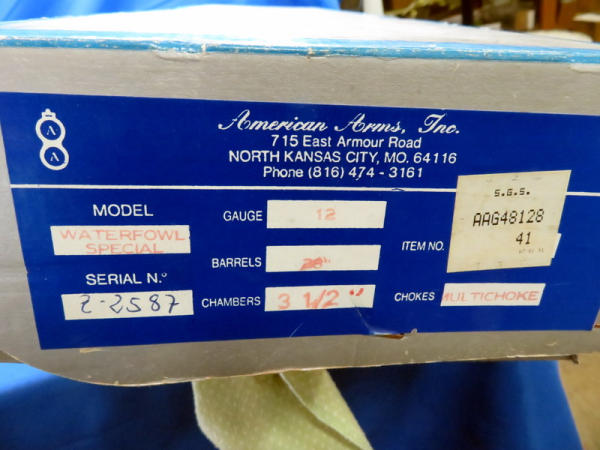 A A
American Arms, Inc.
715 East Armour Road
NORTH KANSAS CITY, MO. 64116
Phone (816) 474 - 3161
MODEL
WATERFOWL
SPECIAL
SERIAL N.º
2-2587
GAUGE 12
BARRELS 28"
CHAMBERS 3 1/2"
S.G.S.
AAG48128
41
ITEM NO.
CHOKES MULTICHOKE